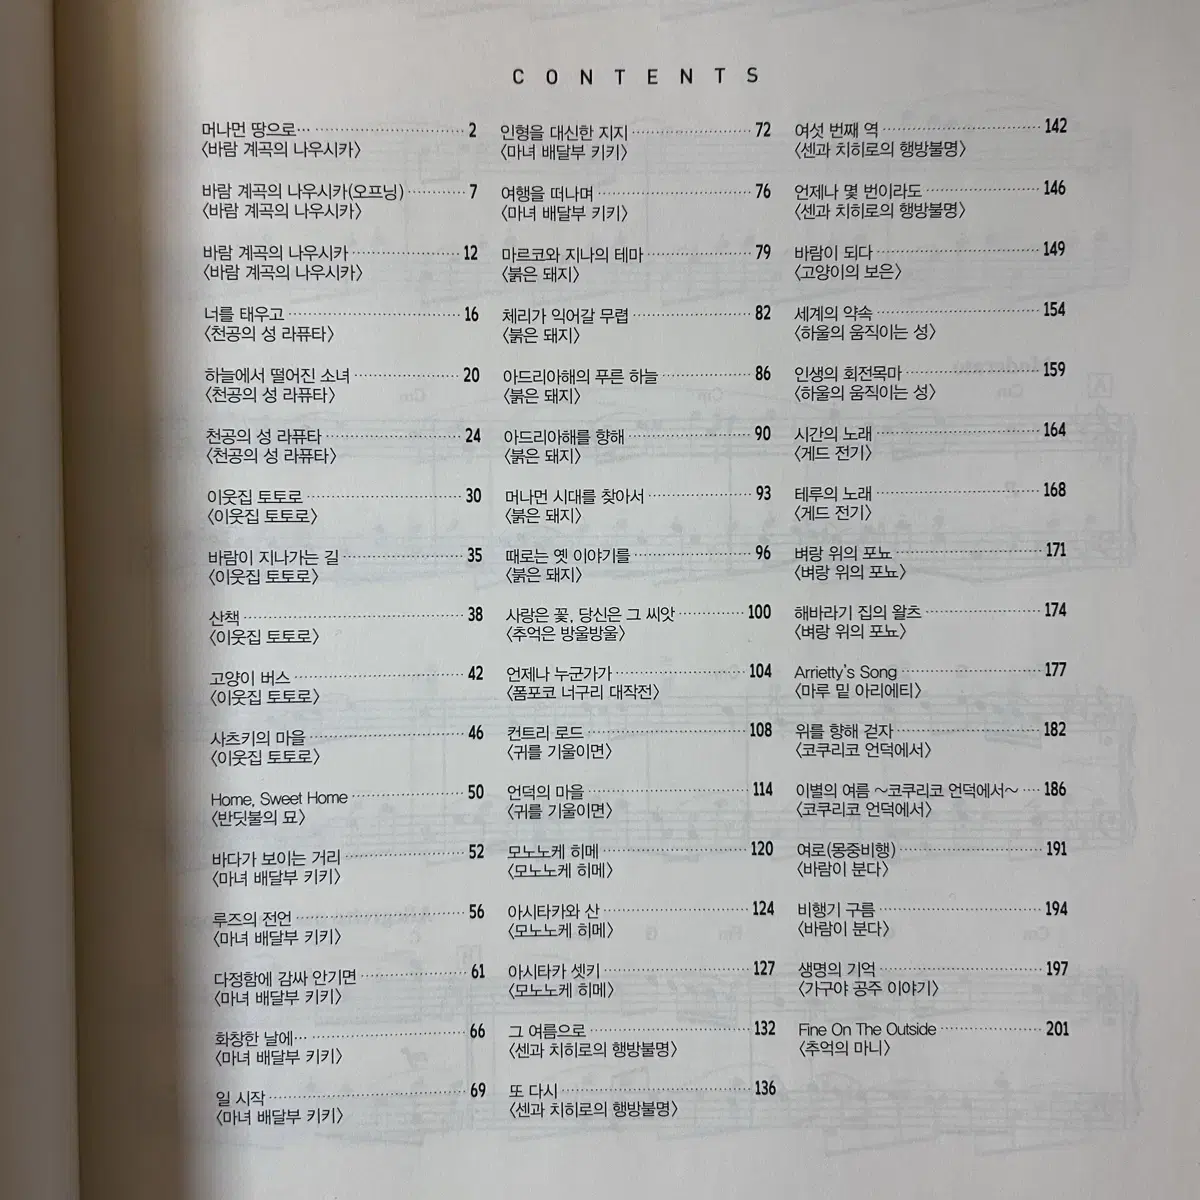 CONTENTS
머나먼 땅으로… 2
〈바람 계곡의 나우시카〉
바람 계곡의 나우시카(오프닝) 7
〈바람 계곡의 나우시카〉
바람 계곡의 나우시카 12
〈바람 계곡의 나우시카〉
너를 태우고 16
〈천공의 성 라퓨타〉
하늘에서 떨어진 소녀 20
〈천공의 성 라퓨타〉
천공의 성 라퓨타 24
〈천공의 성 라퓨타〉
이웃집 토토로 30
〈이웃집 토토로〉
바람이 지나가는 길 35
〈이웃집 토토로〉
산책 38
〈이웃집 토토로〉
고양이 버스 42
〈이웃집 토토로〉
사츠키의 마을 46
〈이웃집 토토로〉
Home, Sweet Home 50
〈반딧불의 묘〉
바다가 보이는 거리 52
〈마녀 배달부 키키〉
루즈의 전언 56
〈마녀 배달부 키키〉
다정함에 감싸 안기면 61
〈마녀 배달부 키키〉
화창한 날에… 66
〈마녀 배달부 키키〉
일 시작 69
〈마녀 배달부 키키〉
인형을 대신한 지지 72
〈마녀 배달부 키키〉
여행을 떠나며 76
〈마녀 배달부 키키〉
마르코와 지나의 테마 79
〈붉은 돼지〉
체리가 익어갈 무렵 82
〈붉은 돼지〉
아드리아해의 푸른 하늘 86
〈붉은 돼지〉
아드리아해를 향해 90
〈붉은 돼지〉
머나먼 시대를 찾아서 93
〈붉은 돼지〉
때로는 옛 이야기를 96
〈붉은 돼지〉
사랑은 꽃, 당신은 그 씨앗 100
〈추억은 방울방울〉
언제나 누군가가 104
〈폼포코 너구리 대작전〉
컨트리 로드 108
〈귀를 기울이면〉
언덕의 마을 114
〈귀를 기울이면〉
모노노케 히메 120
〈모노노케 히메〉
아시타카와 산 124
〈모노노케 히메〉
아시타카 셋키 127
〈모노노케 히메〉
그 여름으로 132
〈센과 치히로의 행방불명〉
또 다시 136
〈센과 치히로의 행방불명〉
여섯 번째 역 142
〈센과 치히로의 행방불명〉
언제나 몇 번이라도 146
〈센과 치히로의 행방불명〉
바람이 되다 149
〈고양이의 보은〉
세계의 약속 154
〈하울의 움직이는 성〉
인생의 회전목마 159
〈하울의 움직이는 성〉
시간의 노래 164
〈게드 전기〉
테루의 노래 168
〈게드 전기〉
벼랑 위의 포뇨 171
〈벼랑 위의 포뇨〉
해바라기 집의 왈츠 174
〈벼랑 위의 포뇨〉
Arrietty's Song 177
〈마루 밑 아리에티〉
위를 향해 걷자 182
〈코쿠리코 언덕에서〉
이별의 여름 ~코쿠리코 언덕에서~ 186
〈코쿠리코 언덕에서〉
여로(몽중비행) 191
〈바람이 분다〉
비행기 구름 194
〈바람이 분다〉
생명의 기억 197
〈가구야 공주 이야기〉
Fine On The Outside 201
〈추억의 마니〉